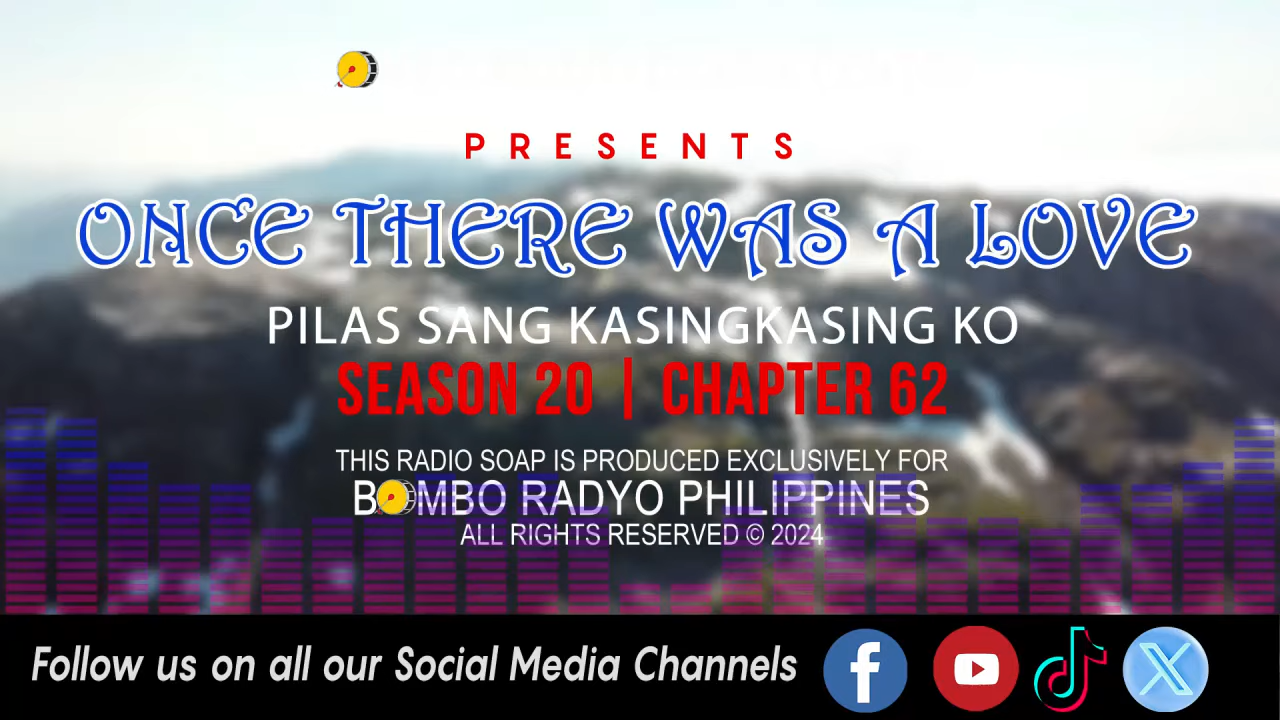 PRESENTS
ONCE THERE WAS A LOVE
PILAS SANG KASINGKASING KO
SEASON 20 | CHAPTER 62
THIS RADIO SOAP IS PRODUCED EXCLUSIVELY FOR
BOMBO RADYO PHILIPPINES
ALL RIGHTS RESERVED © 2024
Follow us on all our Social Media Channels